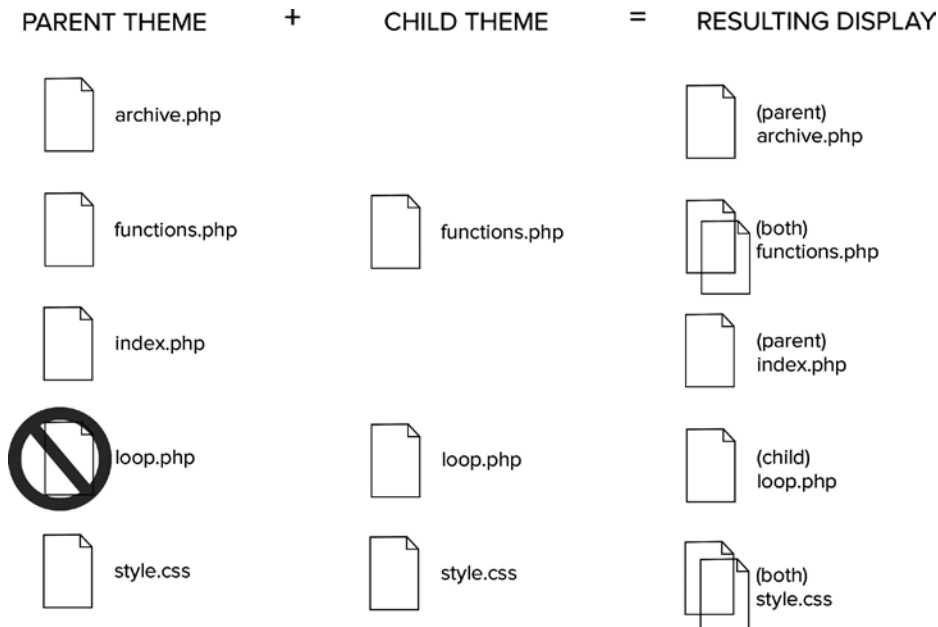 PARENT THEME + CHILD THEME = RESULTING DISPLAY
archive.php
(parent)
archive.php
functions.php
functions.php
(both)
functions.php
index.php
(parent)
index.php
loop.php
loop.php
(child)
loop.php
style.css
style.css
(both)
style.css